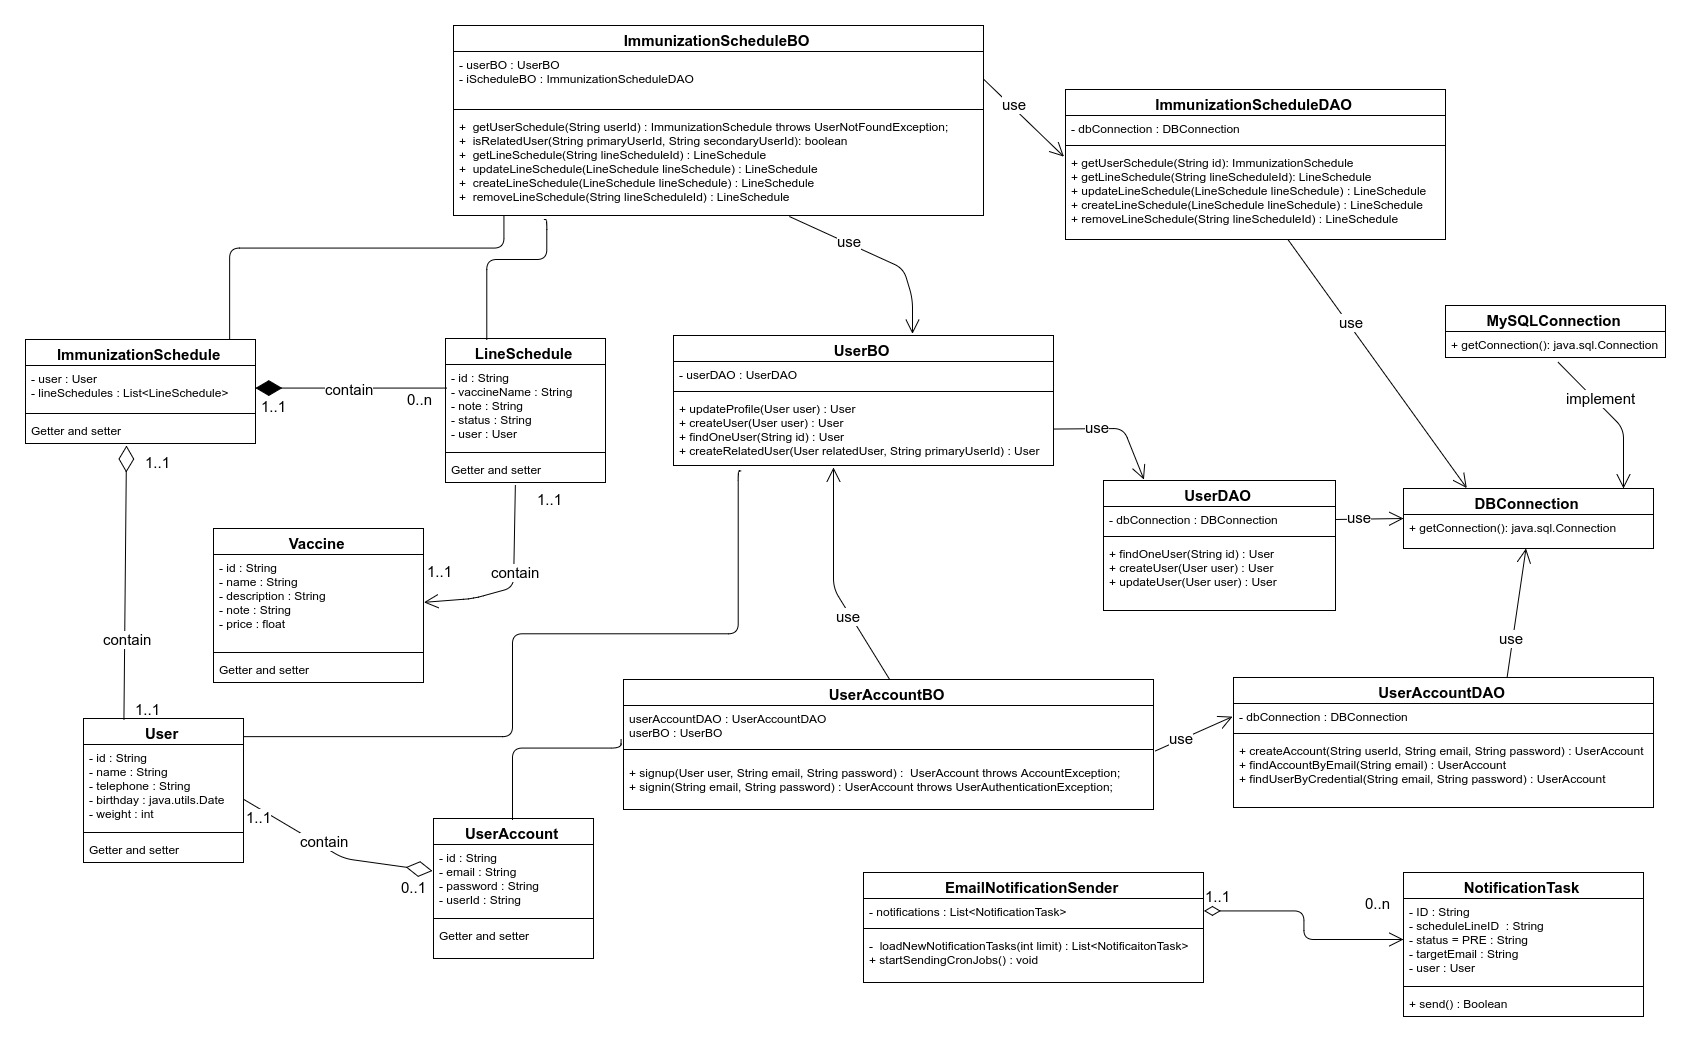 ImmunizationScheduleBO
- userBO : UserBO
- iScheduleBO : ImmunizationScheduleDAO
+ getUserSchedule(String userId) : ImmunizationSchedule throws UserNotFoundException;
+ isRelatedUser(String primaryUserId, String secondaryUserId): boolean
+ getLineSchedule(String lineScheduleId) : LineSchedule
+ updateLineSchedule(LineSchedule lineSchedule) : LineSchedule
+ createLineSchedule(LineSchedule lineSchedule) : LineSchedule
+ removeLineSchedule(String lineScheduleId) : LineSchedule
use
ImmunizationScheduleDAO
- dbConnection : DBConnection
+ getUserSchedule(String id): ImmunizationSchedule
+ getLineSchedule(String lineScheduleId): LineSchedule
+ updateLineSchedule(LineSchedule lineSchedule) : LineSchedule
+ createLineSchedule(LineSchedule lineSchedule) : LineSchedule
+ removeLineSchedule(String lineScheduleId) : LineSchedule
use
use
MySQLConnection
+ getConnection(): java.sql.Connection
implement
ImmunizationSchedule
- user : User
- lineSchedules : List<LineSchedule>
Getter and setter
1..1
contain
0..n
1..1
LineSchedule
- id : String
- vaccineName : String
- note : String
- status : String
- user : User
Getter and setter
1..1
UserBO
- userDAO : UserDAO
+ updateProfile(User user) : User
+ createUser(User user) : User
+ findOneUser(String id) : User
+ createRelatedUser(User relatedUser, String primaryUserId) : User
use
UserDAO
- dbConnection : DBConnection
+ findOneUser(String id) : User
+ createUser(User user) : User
+ updateUser(User user) : User
use
DBConnection
+ getConnection(): java.sql.Connection
Vaccine
- id : String
- name : String
- description : String
- note : String
- price : float
Getter and setter
1..1
contain
contain
use
use
1..1
User
- id : String
- name : String
- telephone : String
- birthday : java.utils.Date
- weight : int
Getter and setter
1..1
contain
0..1
UserAccount
- id : String
- email : String
- password : String
- userId : String
Getter and setter
UserAccountBO
userAccountDAO : UserAccountDAO
userBO : UserBO
+ signup(User user, String email, String password) : UserAccount throws AccountException;
+ signin(String email, String password) : UserAccount throws UserAuthenticationException;
use
UserAccountDAO
- dbConnection : DBConnection
+ createAccount(String userId, String email, String password) : UserAccount
+ findAccountByEmail(String email) : UserAccount
+ findUserByCredential(String email, String password) : UserAccount
EmailNotificationSender
- notifications : List<NotificationTask>
- loadNewNotificationTasks(int limit) : List<NotificaitonTask>
+ startSendingCronJobs() : void
1..1
0..n
NotificationTask
- ID : String
- scheduleLineID : String
- status = PRE : String
- targetEmail : String
- user : User
+ send() : Boolean